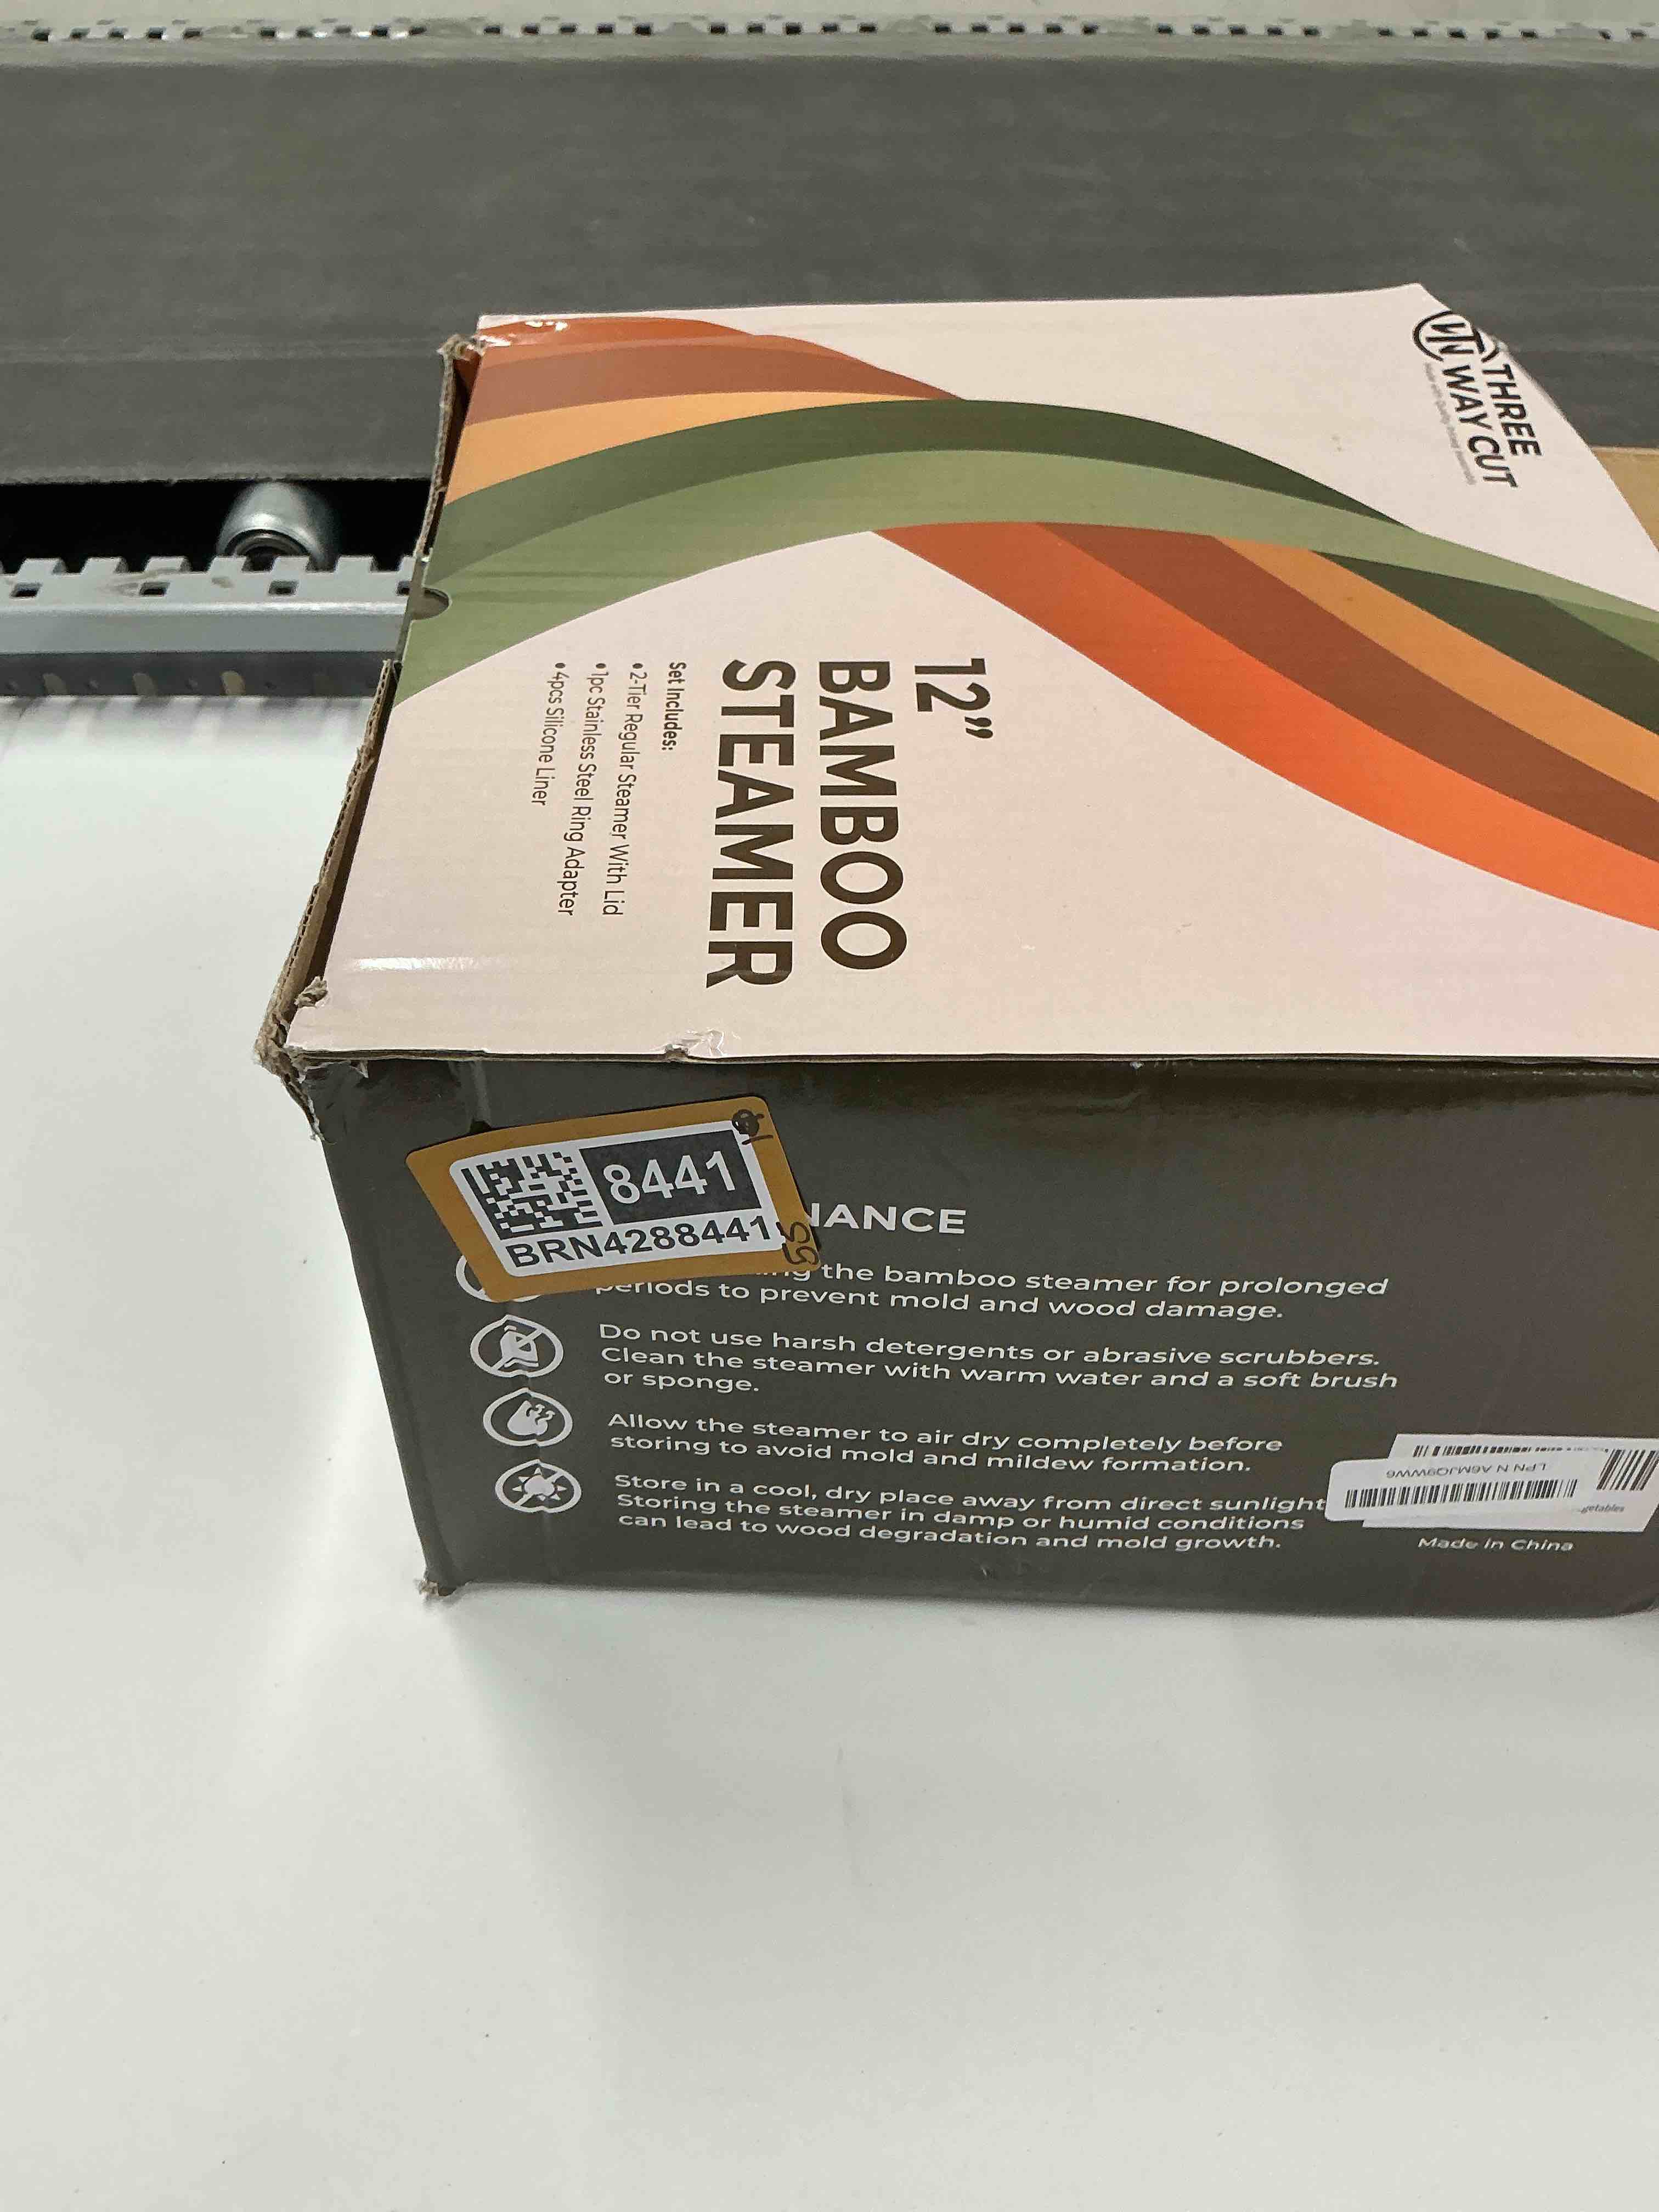 THREE
WAY CUT
12”
BAMBOO
STEAMER
Set Includes:
•2-Tier Regular Steamer With Lid
•1pc Stainless Steel Ring Adapter
•4pcs Silicone Liner
8441
BRN4288441
SS
NANCE
the bamboo steamer for prolonged
periods to prevent mold and wood damage.
Do not use harsh detergents or abrasive scrubbers.
Clean the steamer with warm water and a soft brush
or sponge.
Allow the steamer to air dry completely before
storing to avoid mold and mildew formation.
Store in a cool, dry place away from direct sunlight
Storing the steamer in damp or humid conditions
can lead to wood degradation and mold growth.
LPN N A6MJQ9WW6
getables
Made in China